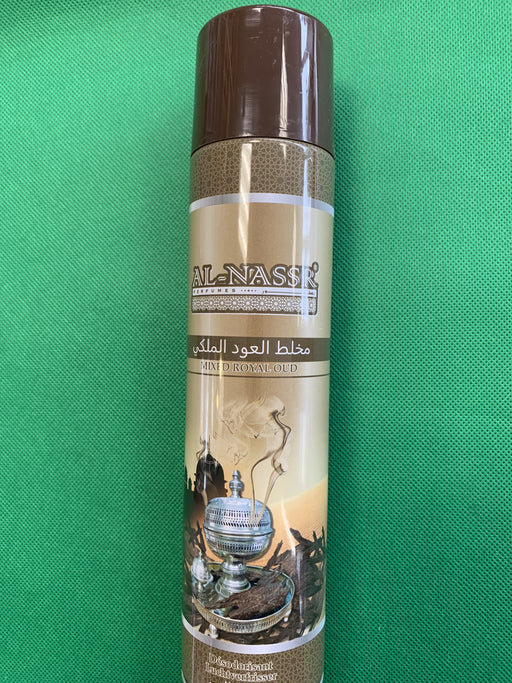 AL-NASSR
PERFUMES
مخلط العود الملكي
MIXED ROYAL OUD
Désodorisant
Luchtverfrisser